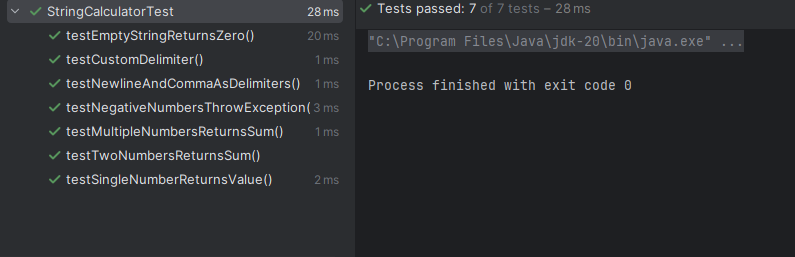 StringCalculatorTest 28 ms
testEmptyStringReturnsZero() 20 ms
testCustomDelimiter() 1 ms
testNewlineAndCommaAsDelimiters() 1 ms
testNegativeNumbersThrowException( 3 ms
testMultipleNumbersReturnsSum() 1 ms
testTwoNumbersReturnsSum()
testSingleNumberReturnsValue() 2 ms
Tests passed: 7 of 7 tests – 28 ms
"C:\Program Files\Java\jdk-20\bin\java.exe" ...
Process finished with exit code 0